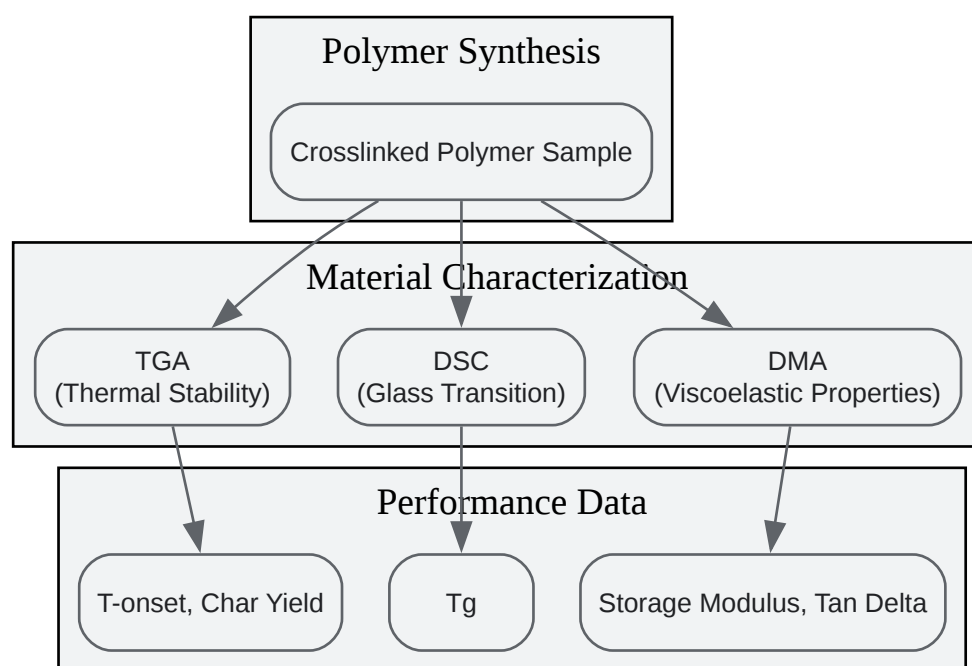 Polymer Synthesis
Crosslinked Polymer Sample
Material Characterization
TGA
(Thermal Stability)
DSC
(Glass Transition)
DMA
(Viscoelastic Properties)
Performance Data
T-onset, Char Yield
Tg
Storage Modulus, Tan Delta